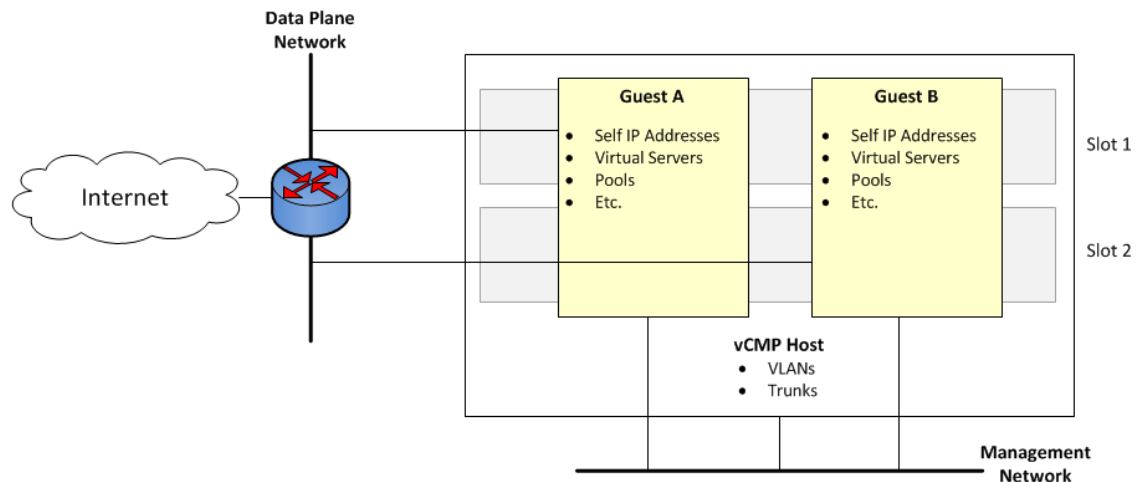 Data Plane
Network
Internet
Guest A
• Self IP Addresses
• Virtual Servers
• Pools
• Etc.
Guest B
• Self IP Addresses
• Virtual Servers
• Pools
• Etc.
Slot 1
Slot 2
vCMP Host
• VLANs
• Trunks
Management
Network